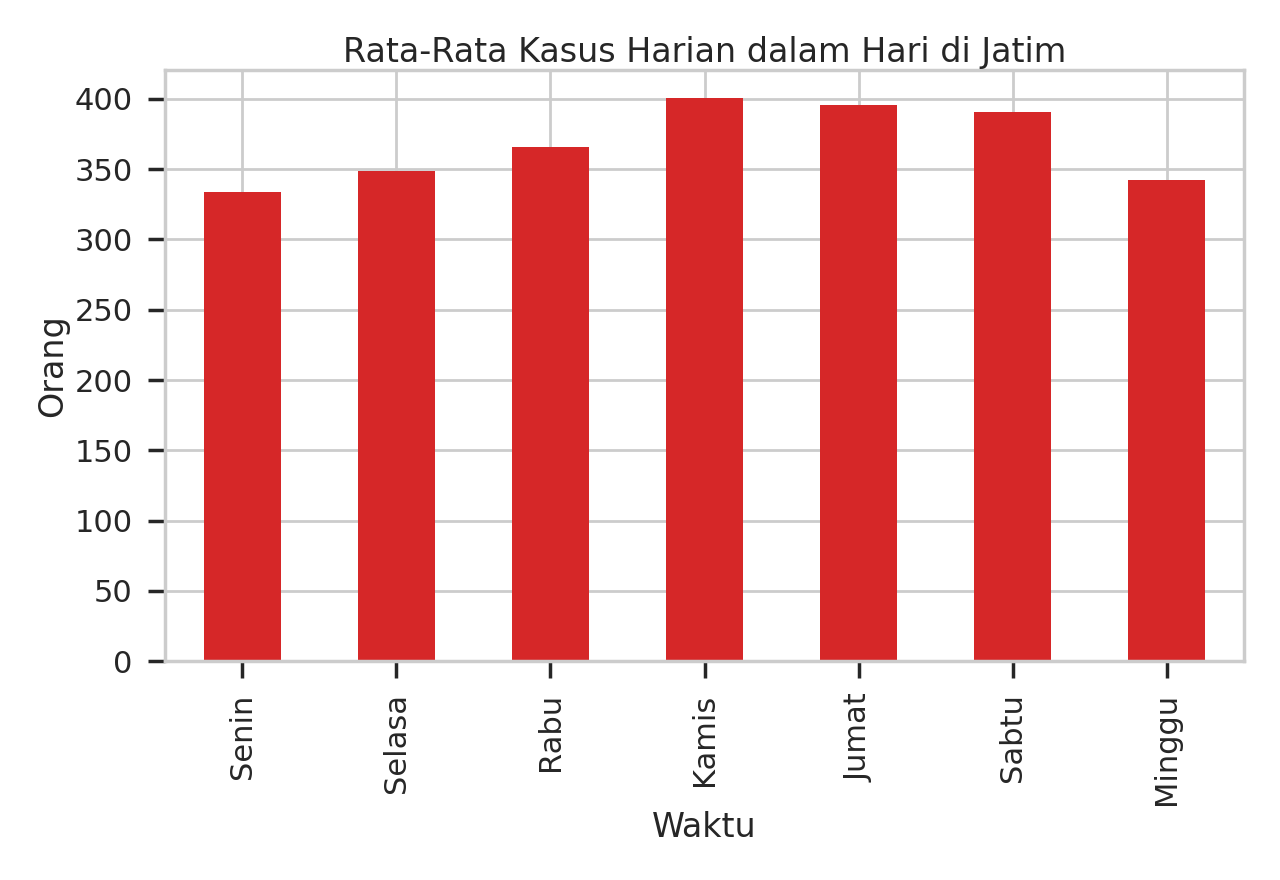 Rata-Rata Kasus Harian dalam Hari di Jatim
400
350
300
250
200
150
100
50
0
Orang
Senin
Selasa
Rabu
Kamis
Jumat
Sabtu
Minggu
Waktu